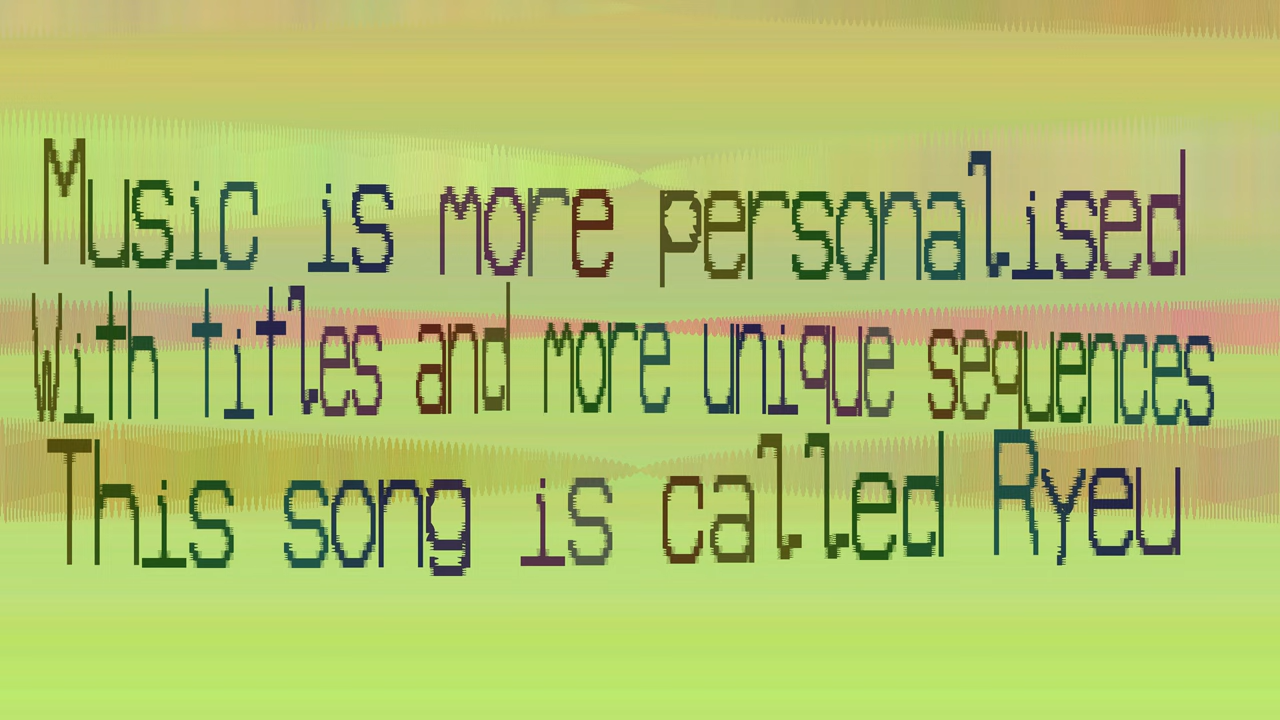 Music is more personalised
With titles and more unique sequences
This song is called Ryeu